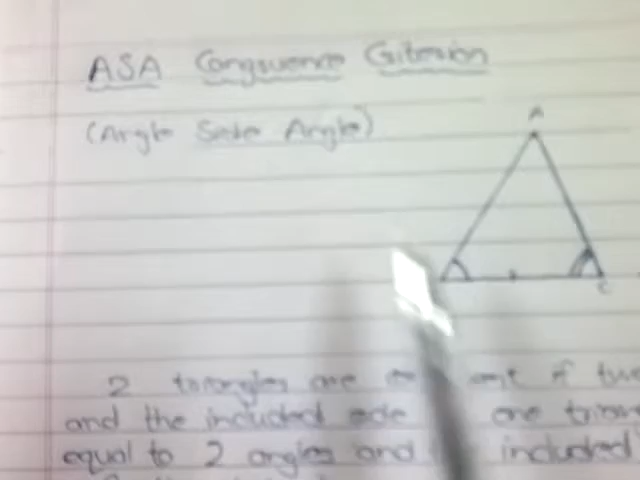 ASA Congruence Criterion
(Angle Side Angle)
A
C
2 triangles are if
and the included side one
equal to 2 angles and included